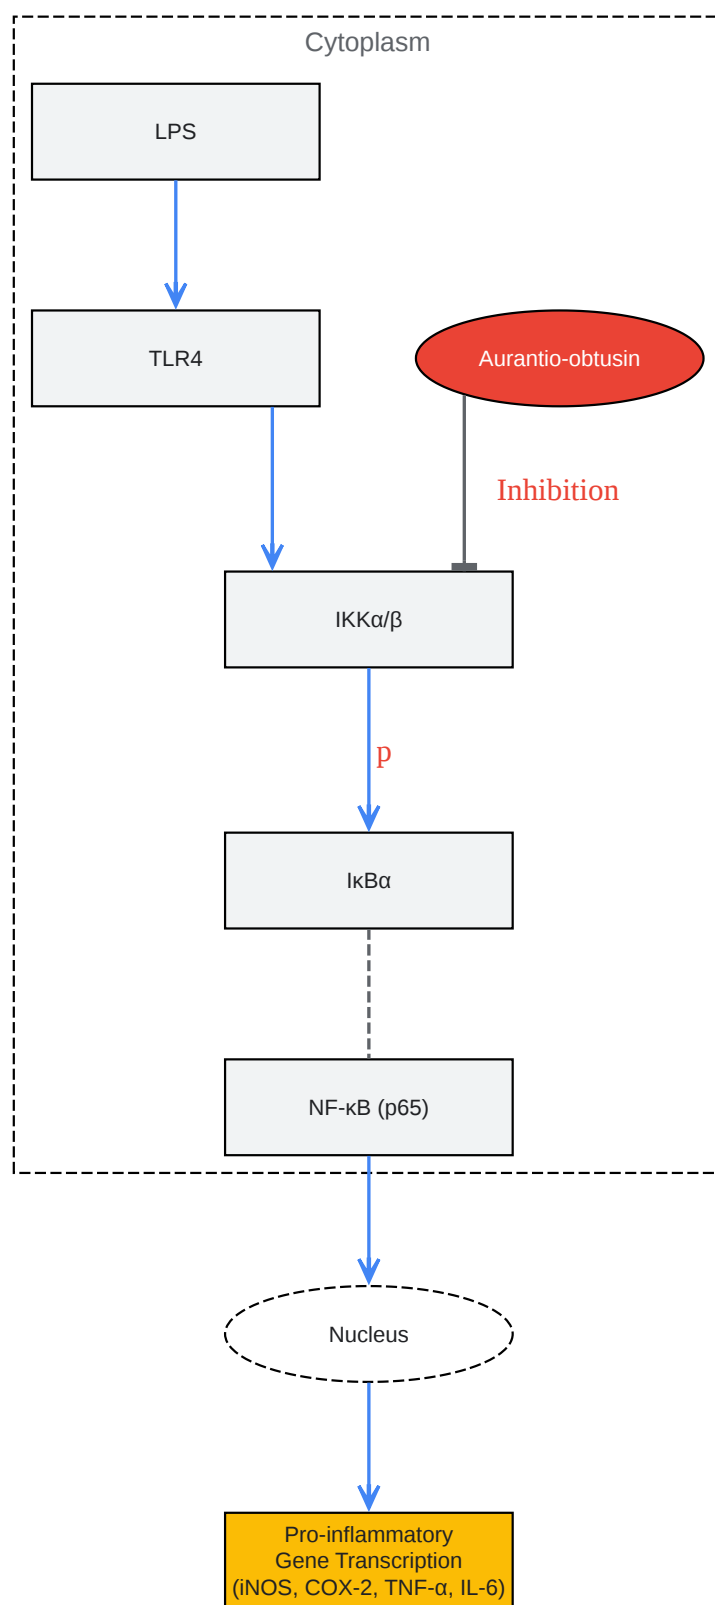 Cytoplasm
LPS
TLR4
Aurantio-obtusin
Inhibition
IKKα/β
p
IκBα
NF-κB (p65)
Nucleus
Pro-inflammatory
Gene Transcription
(iNOS, COX-2, TNF-α, IL-6)